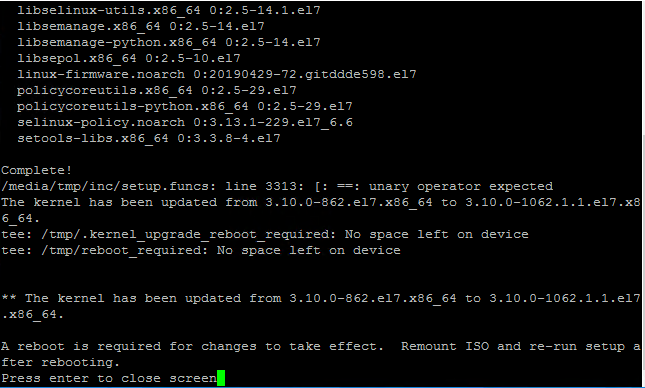 libselinux-utils.x86_64 0:2.5-14.1.el7
libsemanage.x86_64 0:2.5-14.el7
libsemanage-python.x86_64 0:2.5-14.el7
libsepol.x86_64 0:2.5-10.el7
linux-firmware.noarch 0:20190429-72.gitddde598.el7
policycoreutils.x86_64 0:2.5-29.el7
policycoreutils-python.x86_64 0:2.5-29.el7
selinux-policy.noarch 0:3.13.1-229.el7_6.6
setools-libs.x86_64 0:3.3.8-4.el7
Complete!
/media/tmp/inc/setup.funcs: line 3313: [: ==: unary operator expected
The kernel has been updated from 3.10.0-862.el7.x86_64 to 3.10.0-1062.1.1.el7.x8
6_64.
tee: /tmp/.kernel_upgrade_reboot_required: No space left on device
tee: /tmp/reboot_required: No space left on device
** The kernel has been updated from 3.10.0-862.el7.x86_64 to 3.10.0-1062.1.1.el7
.x86_64.
A reboot is required for changes to take effect.  Remount ISO and re-run setup a
fter rebooting.
Press enter to close screen